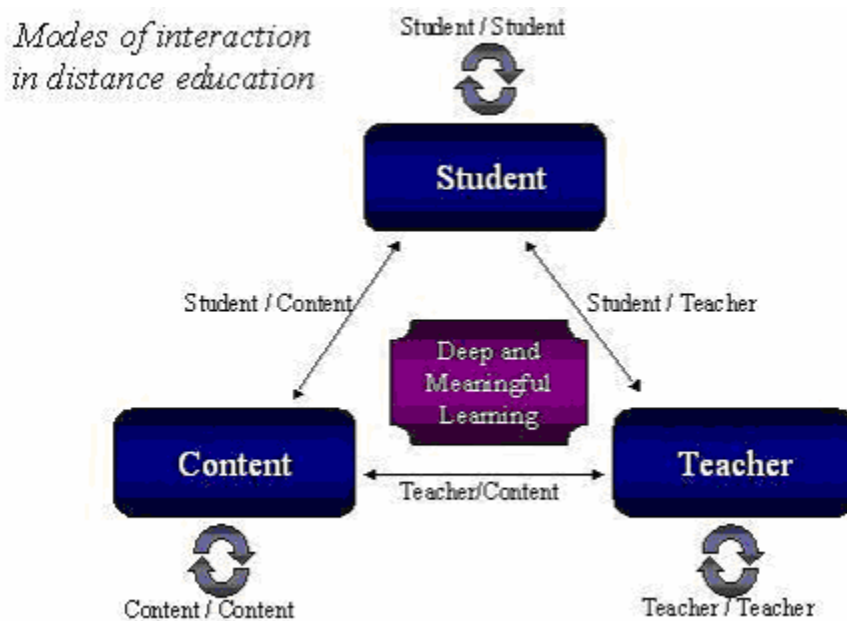 Modes of interaction
in distance education
Student / Student
Student
Student / Content
Student / Teacher
Deep and
Meaningful
Learning
Content
Teacher
Teacher/Content
Content / Content
Teacher / Teacher